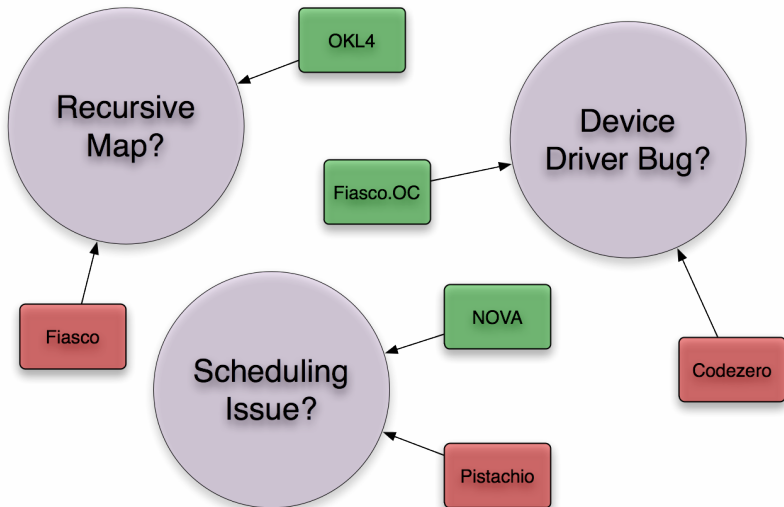 OKL4
Recursive
Map?
Device
Driver Bug?
Fiasco.OC
Fiasco
NOVA
Scheduling
Issue?
Codezero
Pistachio